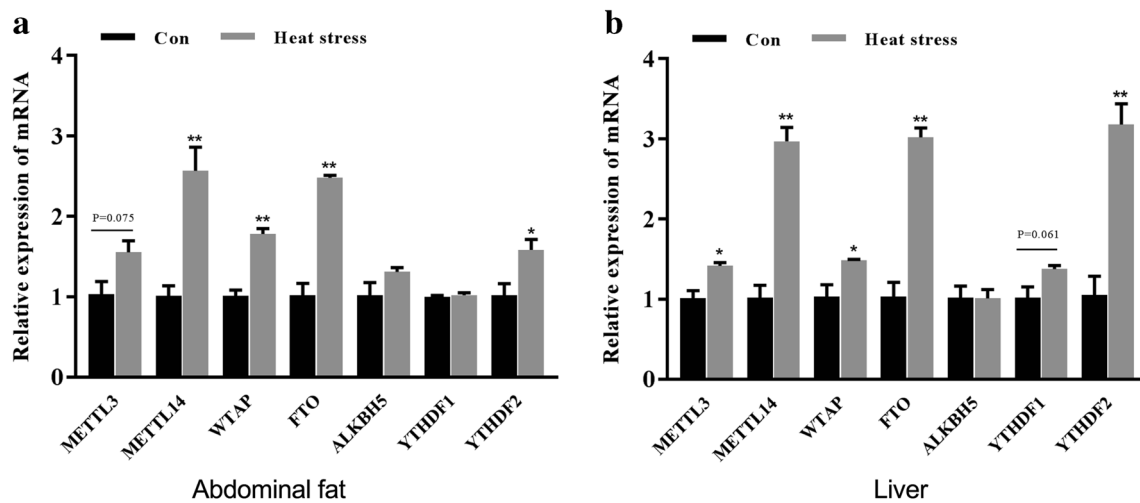 a
Con Heat stress
Relative expression of mRNA
4
3
2
1
0
P=0.075
**
**
**
*
METTL3 METTL14 WTAP FTO ALKBH5 YTHDF1 YTHDF2
Abdominal fat
b
Con Heat stress
Relative expression of mRNA
4
3
2
1
0
*
**
*
**
P=0.061
**
METTL3 METTL14 WTAP FTO ALKBH5 YTHDF1 YTHDF2
Liver